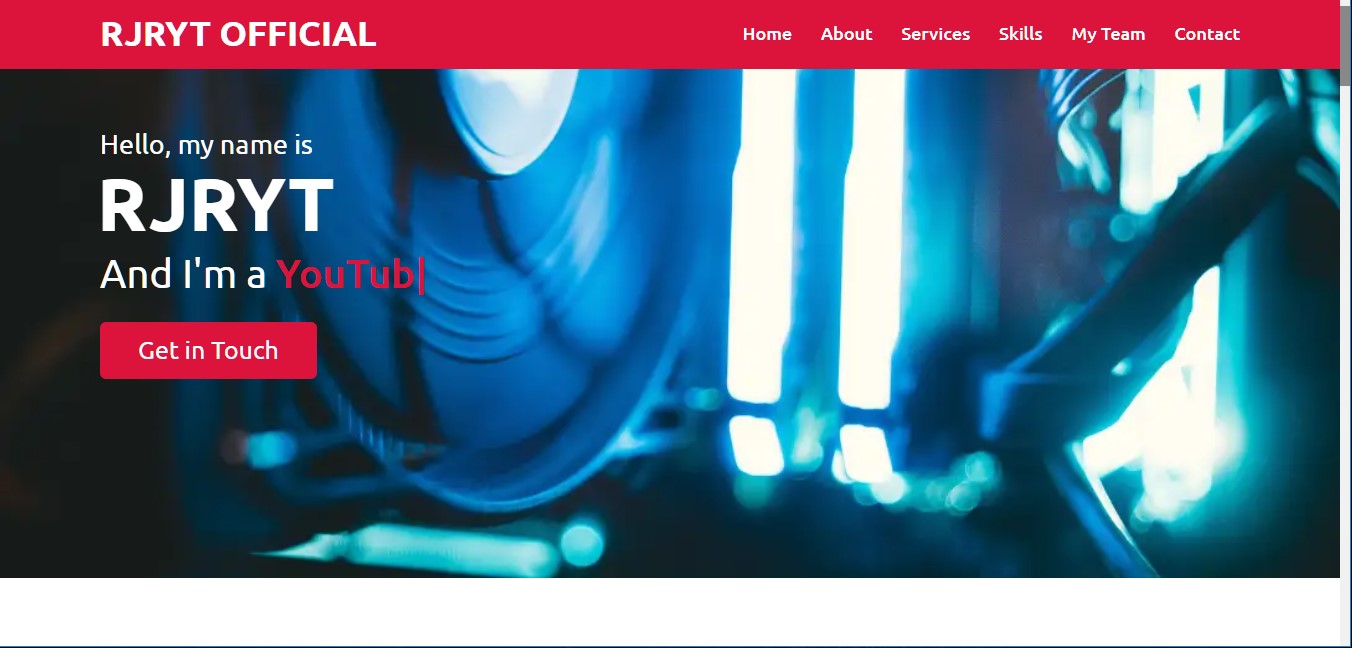 RJRYT OFFICIAL
Home About Services Skills My Team Contact
Hello, my name is
RJRYT
And I'm a YouTub|
Get in Touch